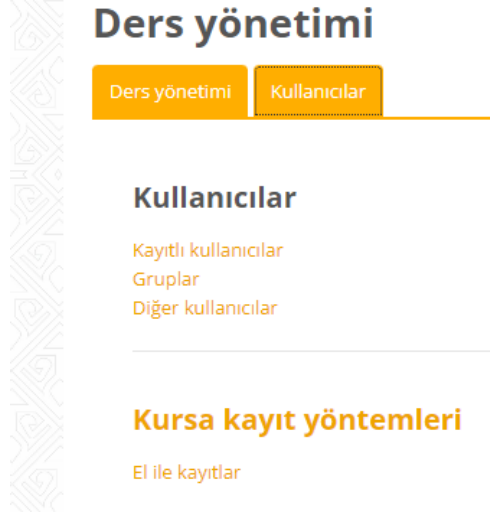 Ders yönetimi
Ders yönetimi
Kullanıcılar
Kullanıcılar
Kayıtlı kullanıcılar
Gruplar
Diğer kullanıcılar
Kursa kayıt yöntemleri
El ile kayıtlar